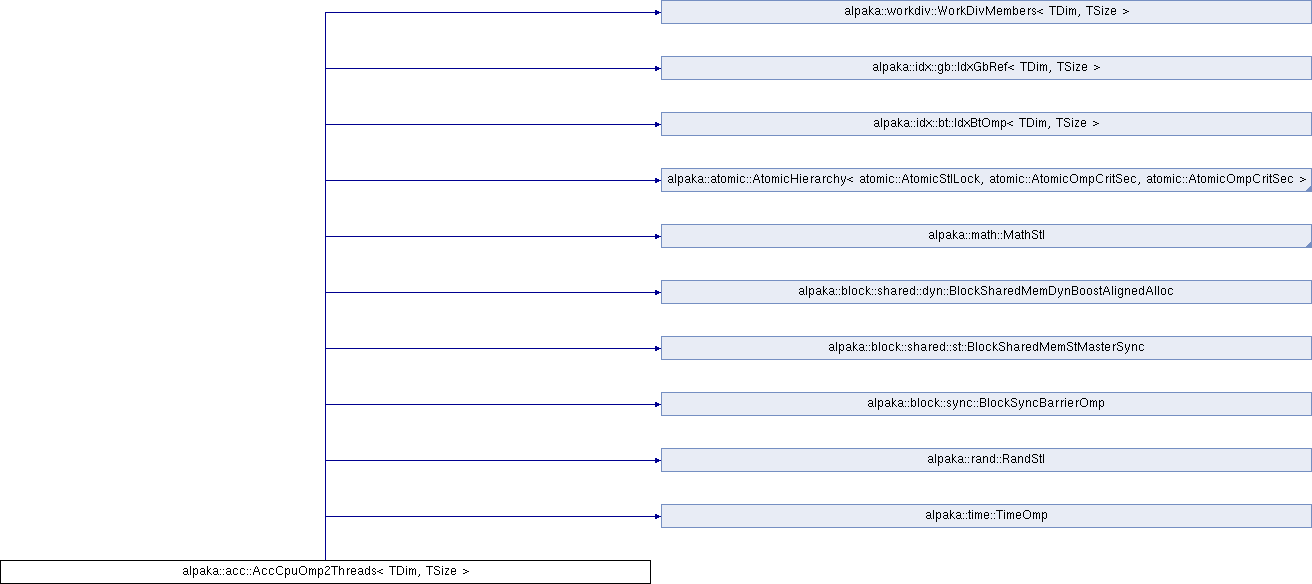 alpaka::workdiv::WorkDivMembers< TDim, TSize >
alpaka::idx::gb::IdxGbRef< TDim, TSize >
alpaka::idx::bt::IdxBtOmp< TDim, TSize >
alpaka::atomic::AtomicHierarchy< atomic::AtomicStlLock, atomic::AtomicOmpCritSec, atomic::AtomicOmpCritSec >
alpaka::math::MathStl
alpaka::block::shared::dyn::BlockSharedMemDynBoostAlignedAlloc
alpaka::block::shared::st::BlockSharedMemStMasterSync
alpaka::block::sync::BlockSyncBarrierOmp
alpaka::rand::RandStl
alpaka::time::TimeOmp
alpaka::acc::AccCpuOmp2Threads< TDim, TSize >